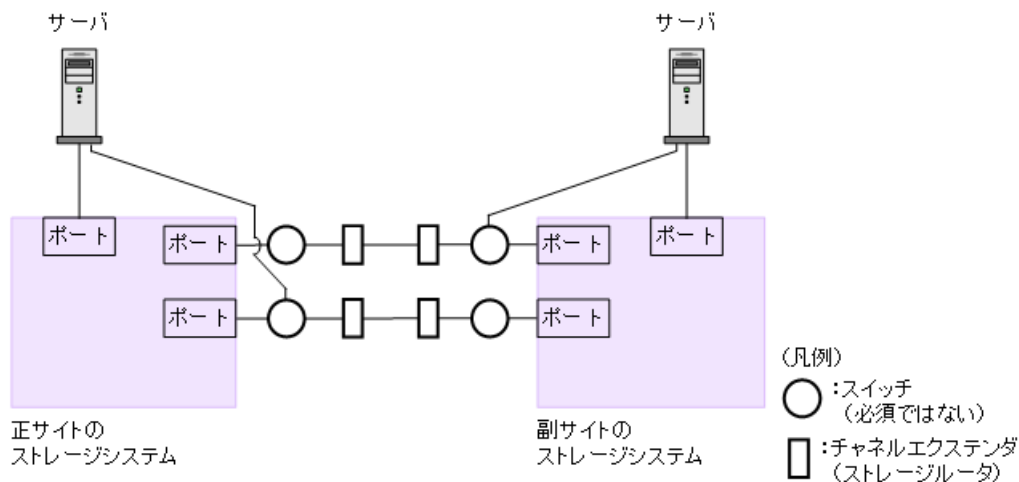 サーバ
サーバ
ポート
ポート
ポート
ポート
ポート
ポート
正サイトの
ストレージシステム
副サイトの
ストレージシステム
(凡例)
:スイッチ
(必須ではない)
:チャネルエクステンダ
(ストレージルータ)